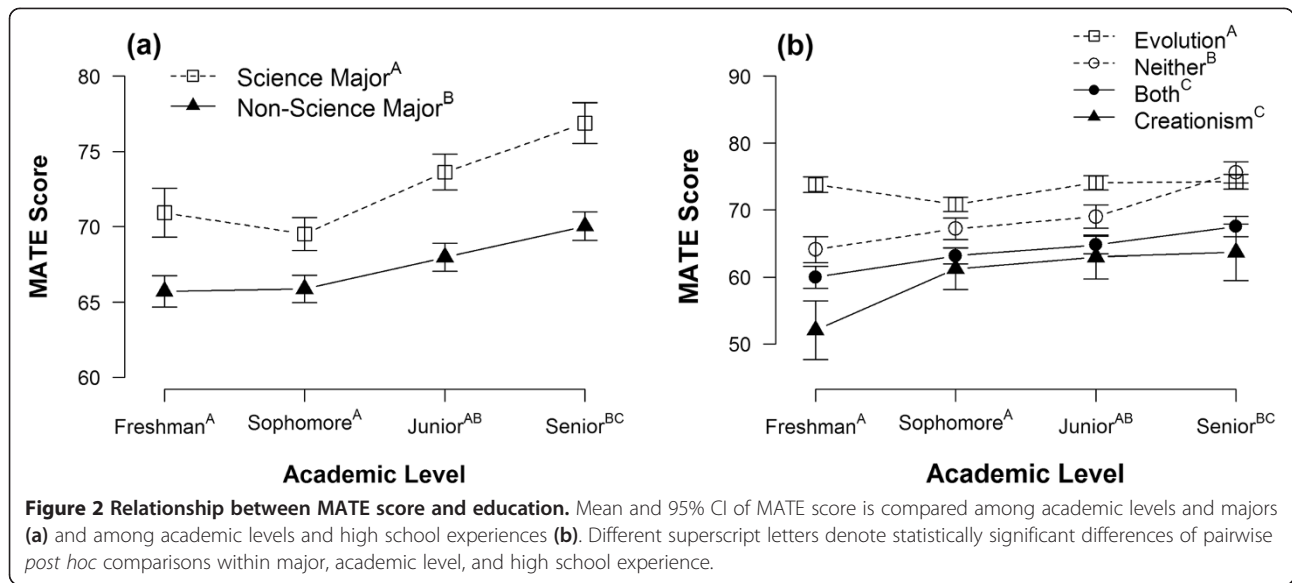 (a)
Science Major^A
Non-Science Major^B
80
75
70
65
60
MATE Score
Freshman^A Sophomore^A Junior^AB Senior^BC
Academic Level
(b)
Evolution^A
Neither^B
Both^C
Creationism^C
90
80
70
60
50
MATE Score
Freshman^A Sophomore^A Junior^AB Senior^BC
Academic Level
Figure 2 Relationship between MATE score and education. Mean and 95% CI of MATE score is compared among academic levels and majors
(a) and among academic levels and high school experiences (b). Different superscript letters denote statistically significant differences of pairwise
post hoc comparisons within major, academic level, and high school experience.